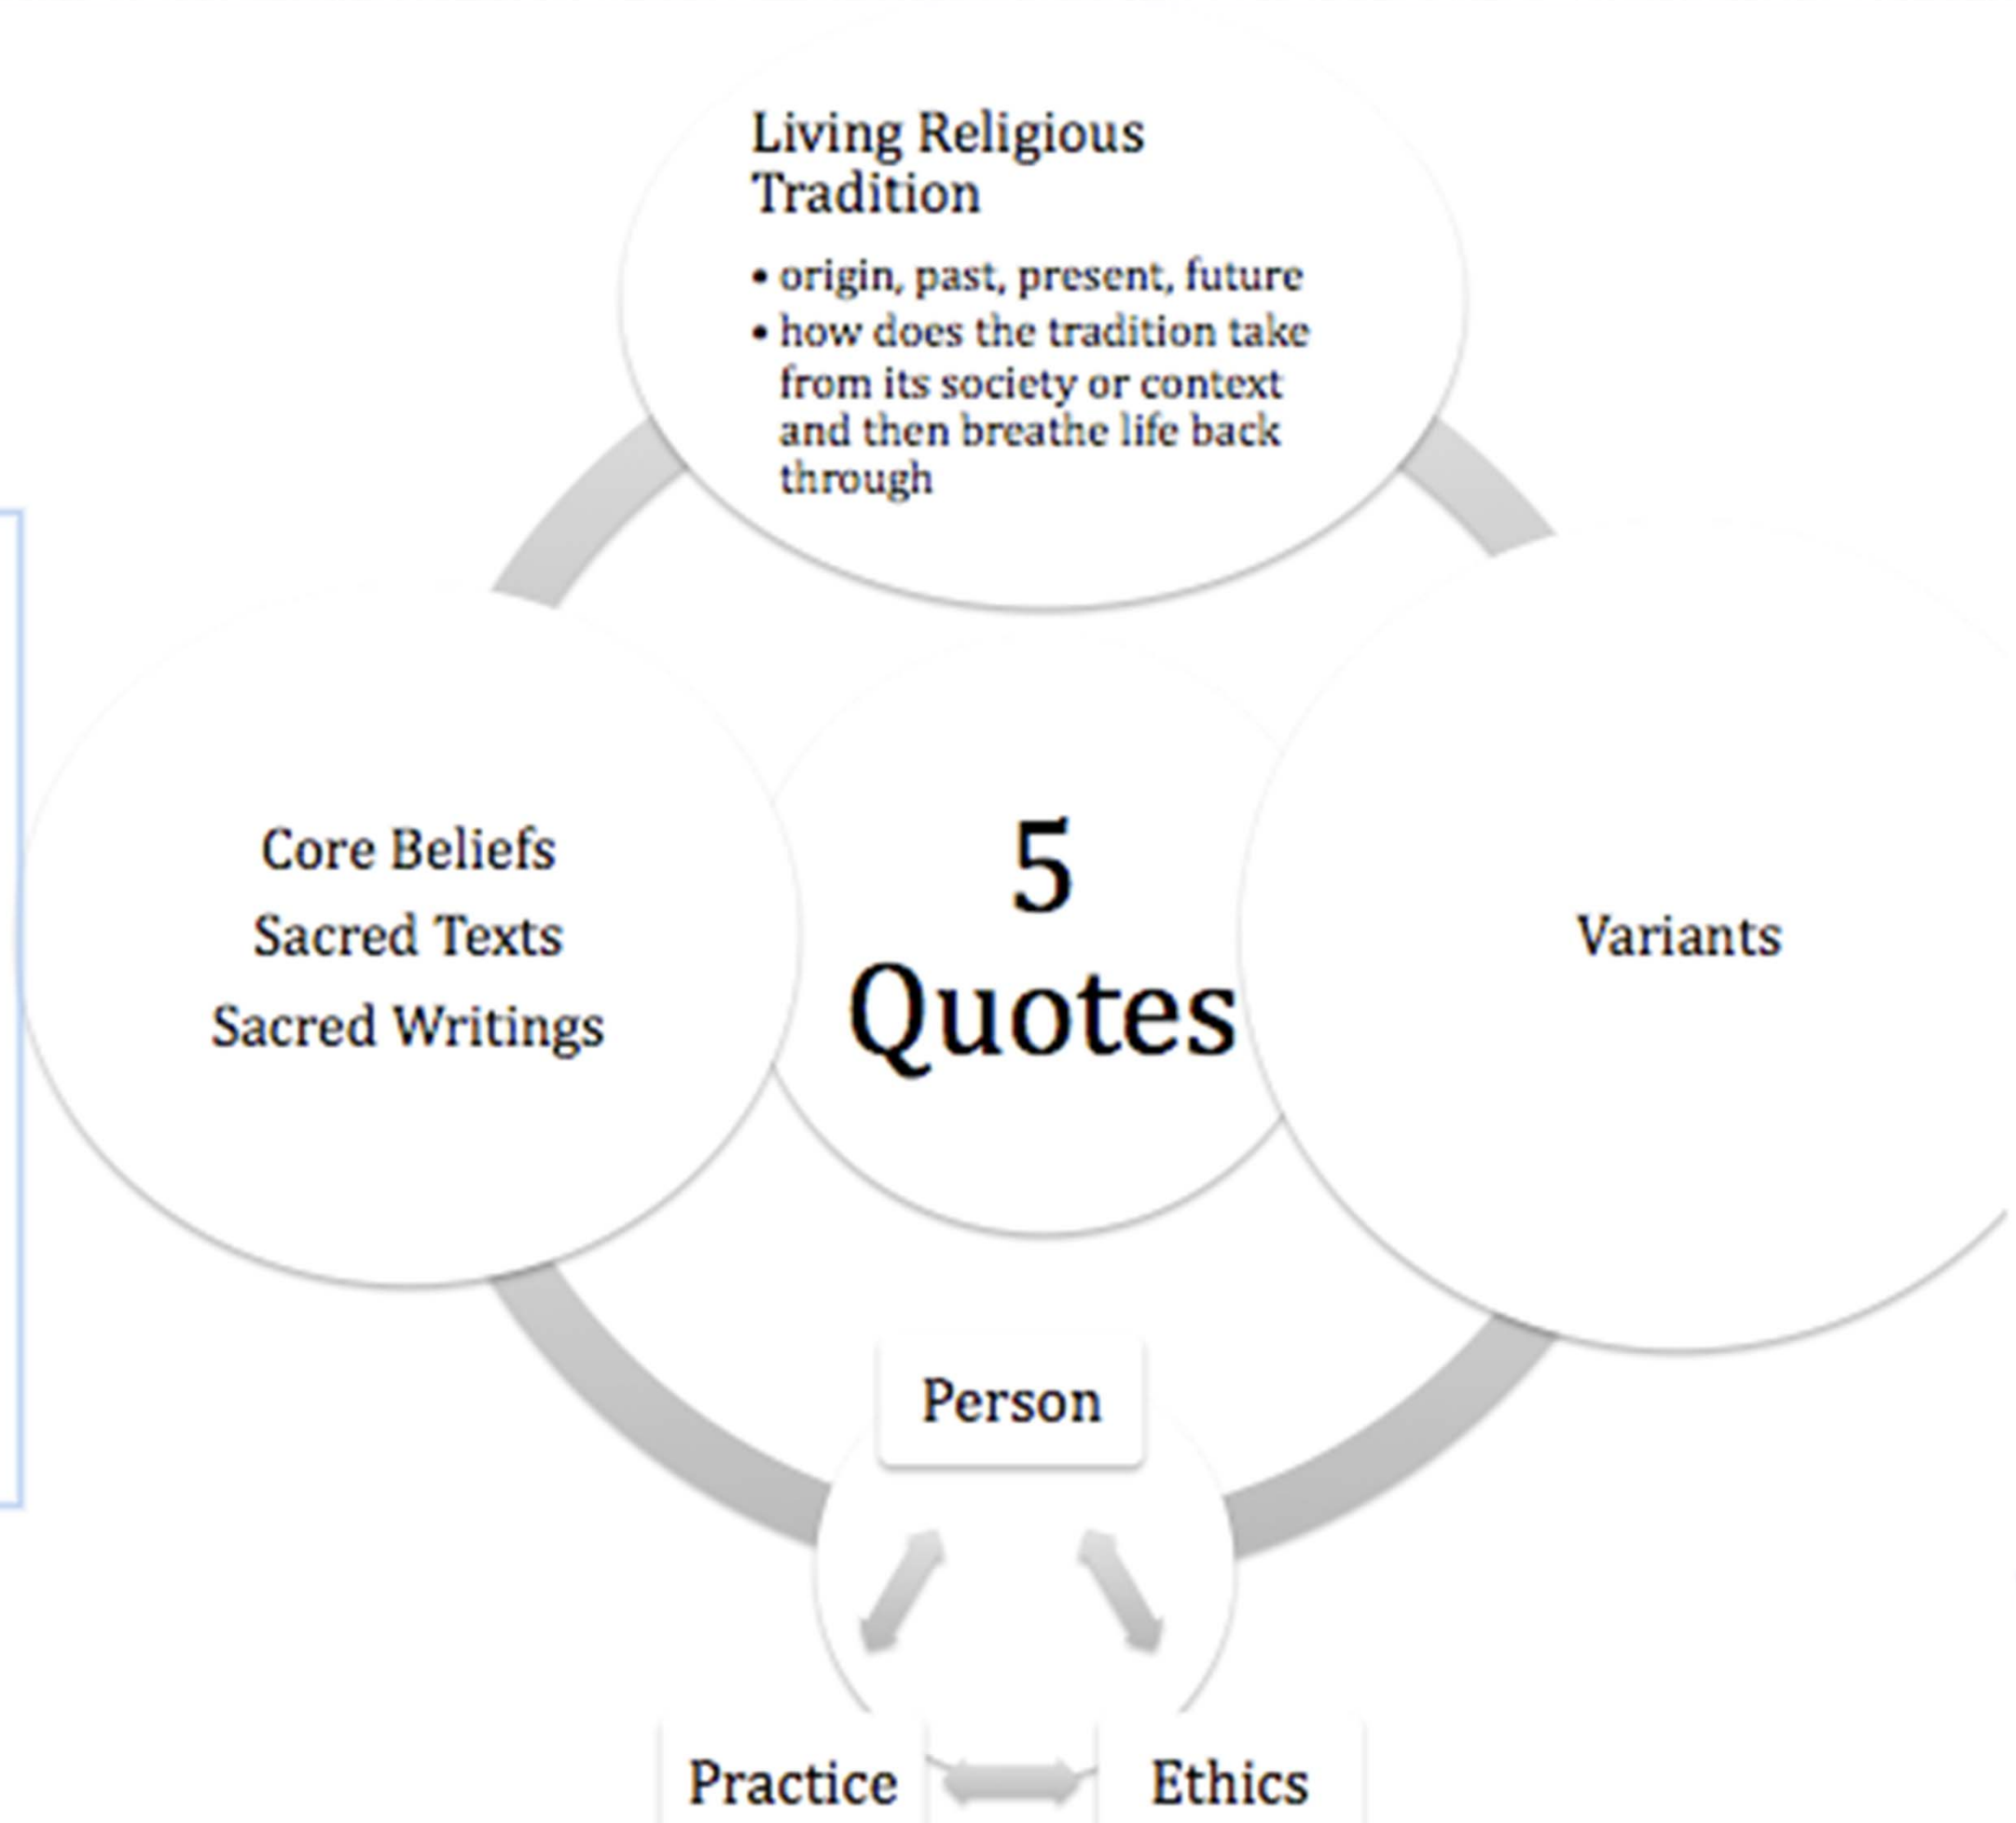 Living Religious
Tradition
• origin, past, present, future
• how does the tradition take
from its society or context
and then breathe life back
through
Core Beliefs
Sacred Texts
Sacred Writings
5
Quotes
Variants
Person
Practice
Ethics